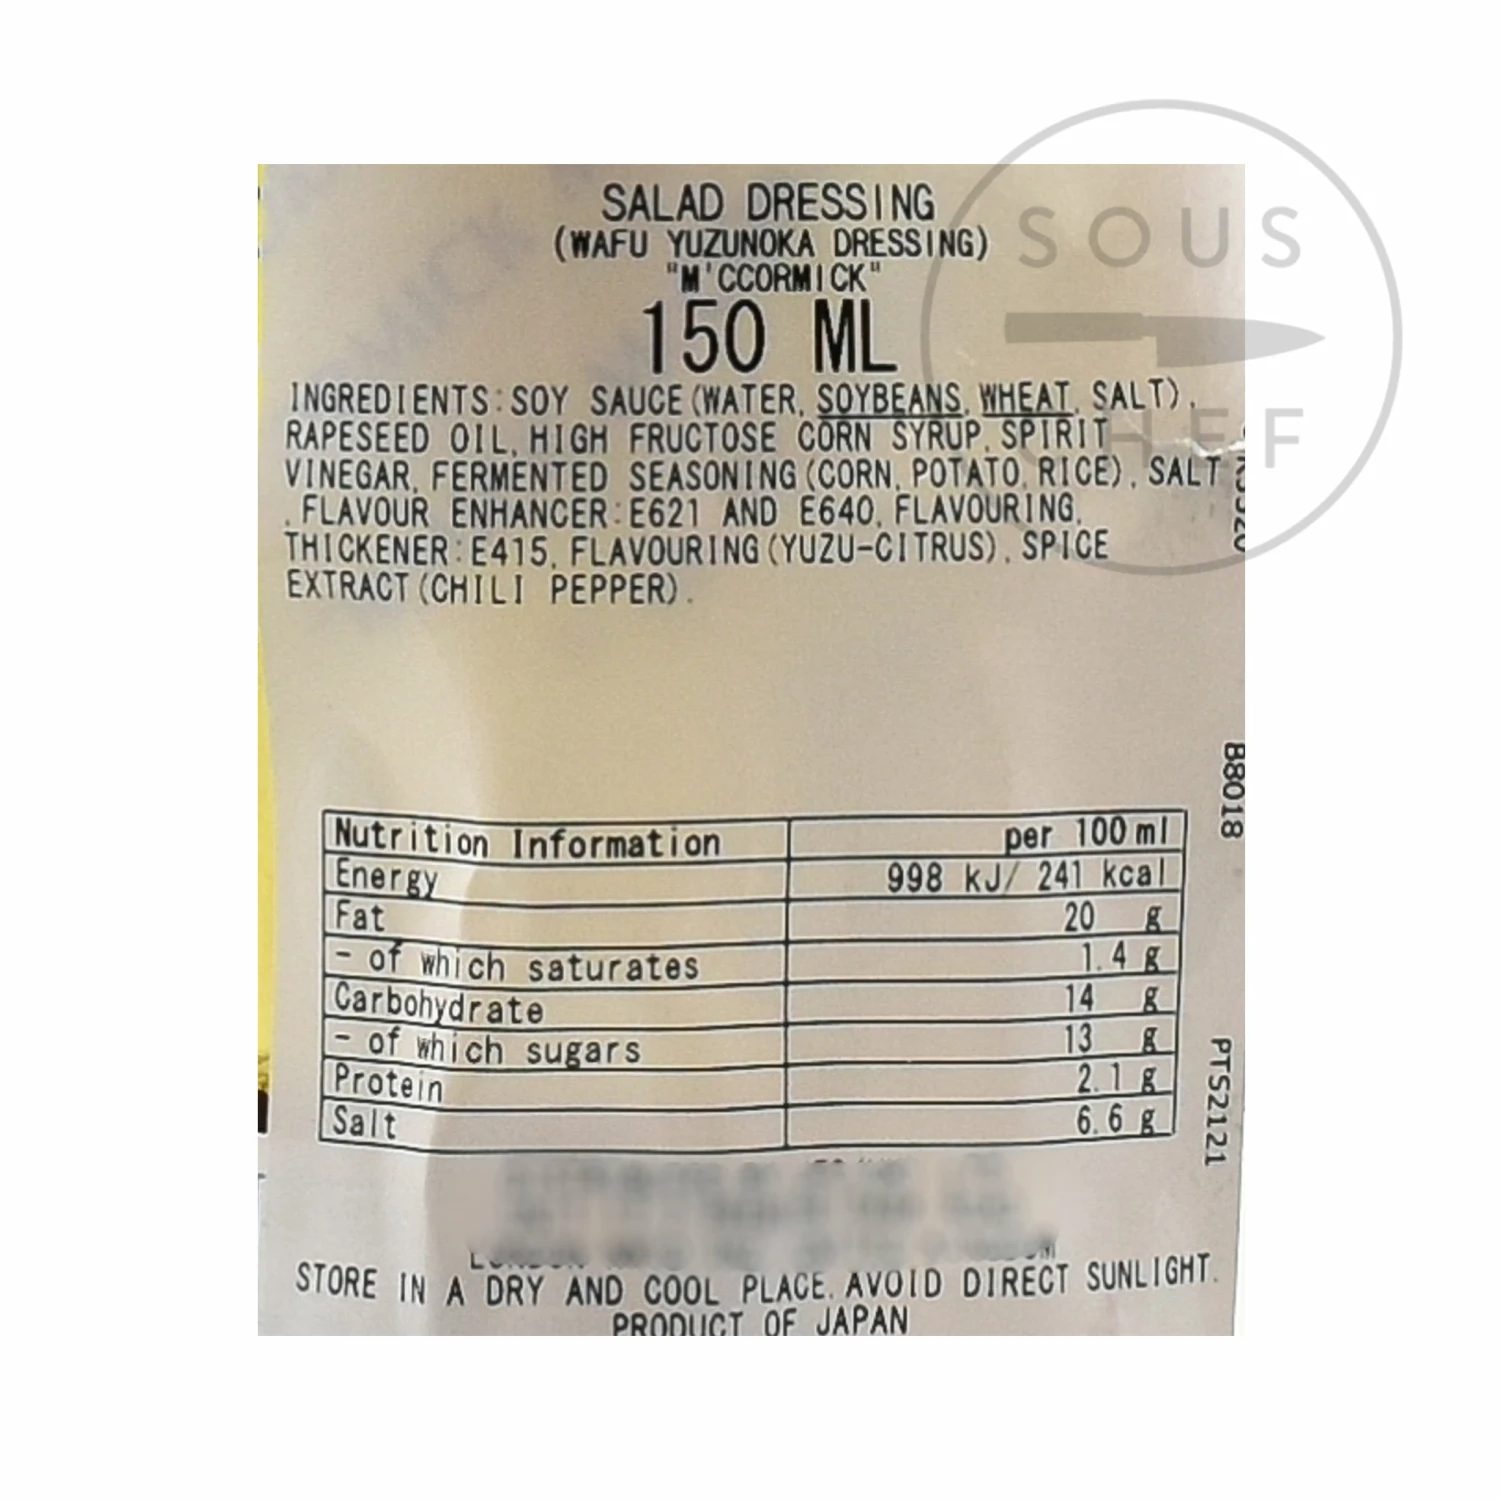 SALAD DRESSING
(WAFU YUZUNOKA DRESSING)
"M'CCORMICK"
150 ML
INGREDIENTS:SOY SAUCE(WATER, SOYBEANS, WHEAT, SALT),
RAPESEED OIL, HIGH FRUCTOSE CORN SYRUP, SPIRIT
VINEGAR, FERMENTED SEASONING(CORN, POTATO, RICE), SALT
, FLAVOUR ENHANCER:E621 AND E640, FLAVOURING,
THICKENER:E415, FLAVOURING(YUZU-CITRUS), SPICE
EXTRACT(CHILI PEPPER).
Nutrition Information per 100ml
Energy 998 kJ/ 241 kcal
Fat 20 g
- of which saturates 1.4 g
Carbohydrate 14 g
- of which sugars 13 g
Protein 2.1 g
Salt 6.6 g
STORE IN A DRY AND COOL PLACE. AVOID DIRECT SUNLIGHT.
PRODUCT OF JAPAN
B8018
PTS2121
SOUS
CHEF